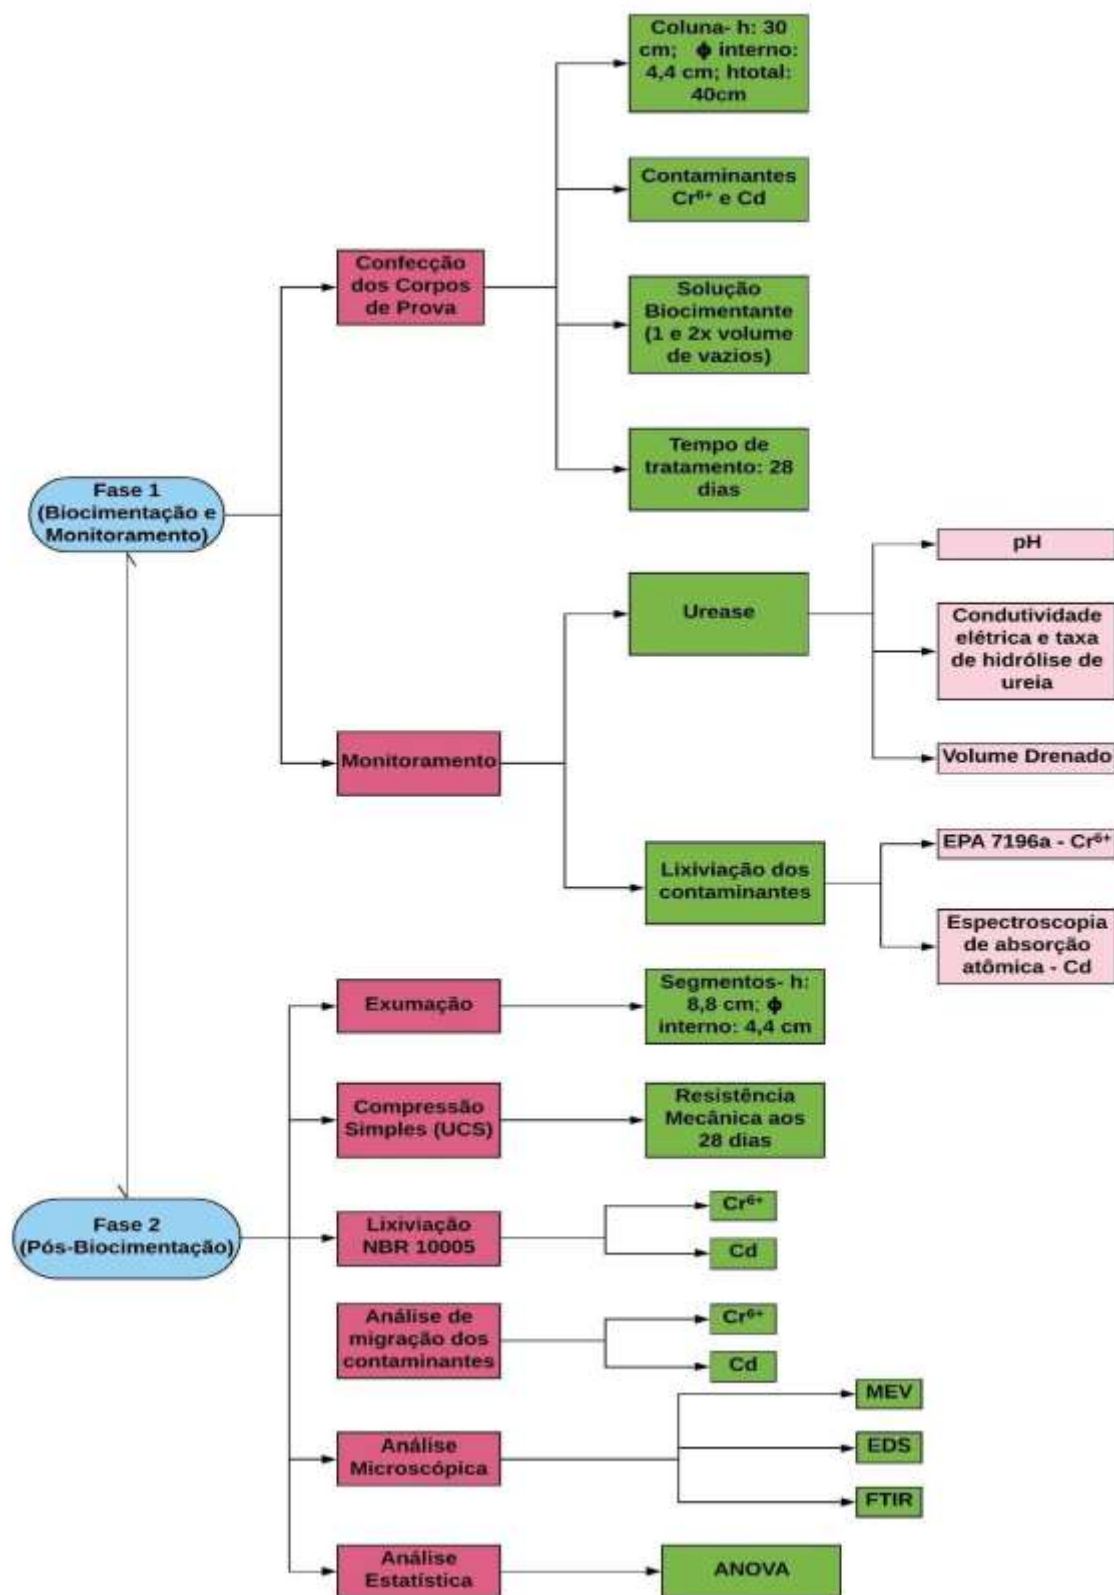 Coluna- h: 30
cm; ɸ interno:
4,4 cm; htotal:
40cm
Contaminantes
Cr⁶⁺ e Cd
Confecção
dos Corpos
de Prova
Solução
Biocimentante
(1 e 2x volume
de vazios)
Tempo de
tratamento: 28
dias
Fase 1
(Biocimentação e
Monitoramento)
pH
Urease
Condutividade
elétrica e taxa
de hidrólise de
ureia
Volume Drenado
Monitoramento
EPA 7196a - Cr⁶⁺
Lixiviação dos
contaminantes
Espectroscopia
de absorção
atômica - Cd
Exumação
Segmentos- h:
8,8 cm; ɸ
interno: 4,4 cm
Compressão
Simples (UCS)
Resistência
Mecânica aos
28 dias
Fase 2
(Pós-Biocimentação)
Lixiviação
NBR 10005
Cr⁶⁺
Cd
Análise de
migração dos
contaminantes
Cr⁶⁺
Cd
Análise
Microscópica
MEV
EDS
FTIR
Análise
Estatística
ANOVA